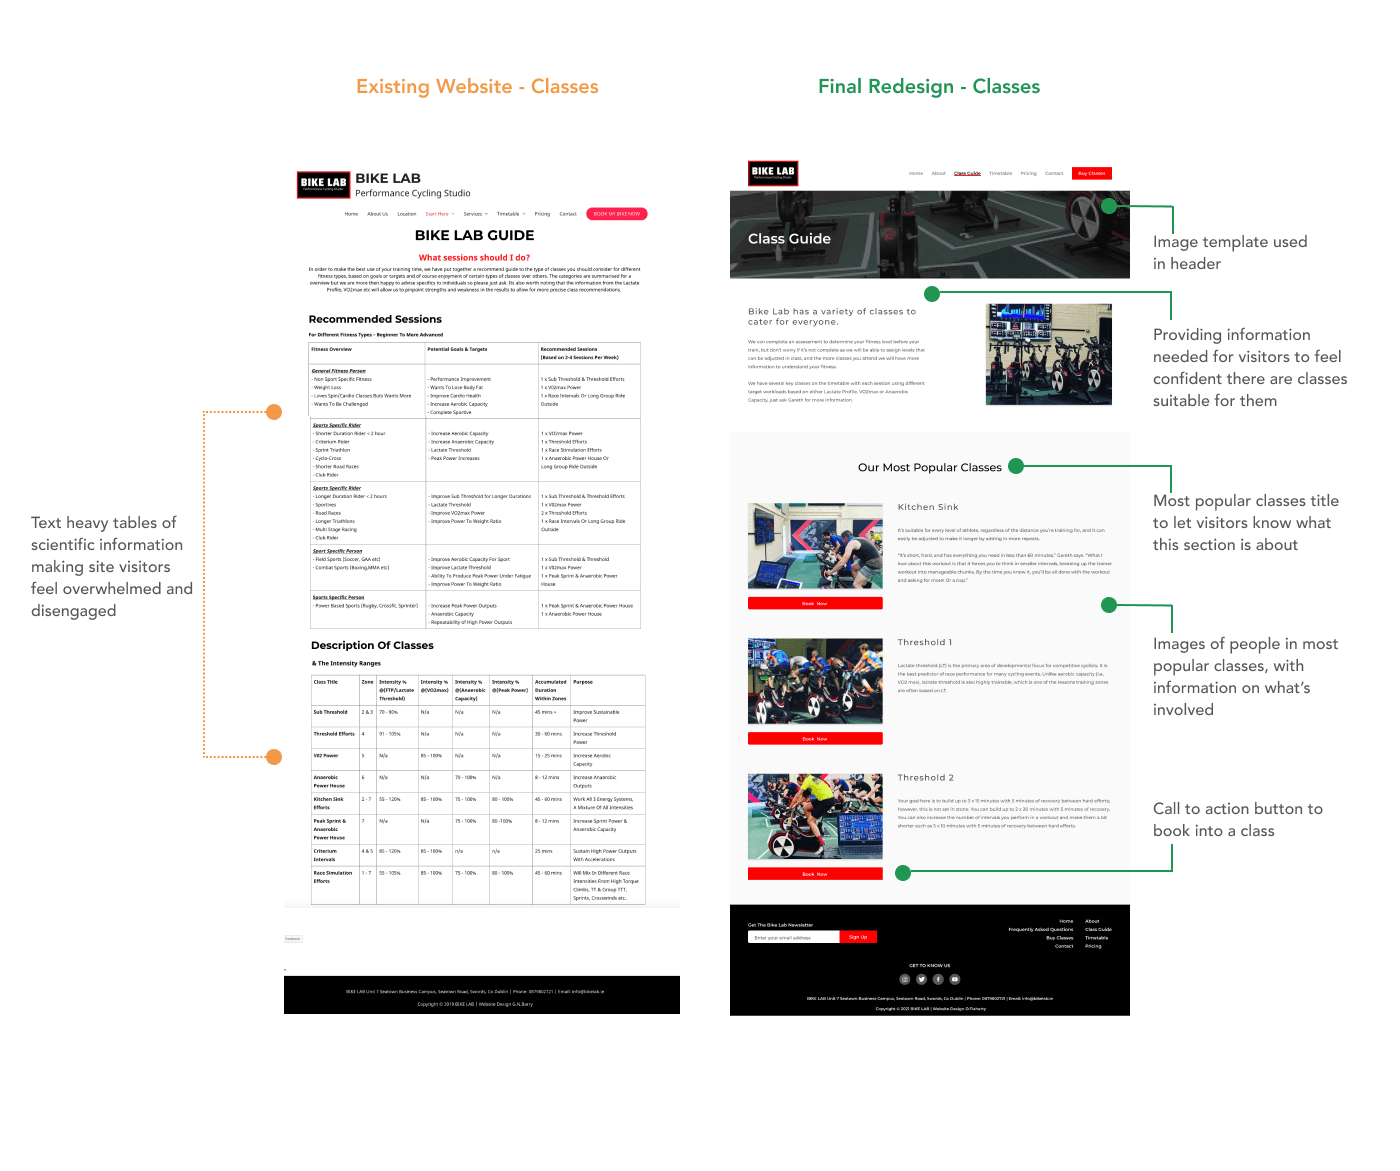 Existing Website - Classes
Final Redesign - Classes
BIKE LAB
Performance Cycling Studio
BIKE LAB
Performance Cycling Studio
Home About Us Location Start Here Services Timetable Pricing Contact BOOK MY BIKE NOW
BIKE LAB GUIDE
What sessions should I do?
In order to make the best use of your training time, we have put together a recommend guide to the type of classes you should consider for different
fitness types, based on goals or targets and of course enjoyment of certain types of classes over others. The categories are summarised for a
overview but we are more then happy to advise specifics to individuals so please just ask. Its also worth noting that the information from the Lactate
Profile, VO2max etc will allow us to pinpoint strengths and weakness in the results to allow for more precise class recommendations.
Recommended Sessions
For Different Fitness Types - Beginner To More Advanced
Fitness Overview
Potential Goals & Targets
Recommended Sessions
(Based on 2-4 Sessions Per Week)
General Fitness Person
- Non Sport Specific Fitness
- Weight Loss
- Loves Spin/Cardio Classes Buts Wants More
- Wants To Be Challenged
- Performance Improvement
- Wants To Lose Body Fat
- Improve Cardio Health
- Increase Aerobic Capacity
- Complete Sportive
1 x Sub Threshold & Threshold Efforts
1 x V02max Power
1 x Race Intervals Or Long Group Ride
Outside
Sports Specific Rider
- Shorter Duration Rider < 2 hour
- Criterium Rider
- Sprint Triathlon
- Cyclo-Cross
- Shorter Road Races
- Club Rider
- Increase Aerobic Capacity
- Increase Anaerobic Capacity
- Lactate Threshold
- Peak Power Increases
1 x VO2max Power
1 x Threshold Efforts
1 x Race Stimulation Efforts
1 x Anaerobic Power House Or
Long Group Ride Outside
Sports Specific Rider
- Longer Duration Rider < 2 hours
- Sportives
- Road Races
- Longer Triathlons
- Multi Stage Racing
- Club Rider
- Improve Sub Threshold for Longer Durations
- Lactate Threshold
- Improve VO2max Power
- Improve Power To Weight Ratio
1 x Sub Threshold & Threshold Efforts
1 x V02max Power
2 x Threshold Efforts
1 x Race Intervals Or Long Group Ride
Outside
Sport Specific Person
- Field Sports (Soccer, GAA etc)
- Combat Sports (Boxing,MMA etc)
- Improve Aerobic Capacity For Sport
- Improve Lactate Threshold
- Ability To Produce Peak Power Under Fatigue
- Improve Power To Weight Ratio
1 x Sub Threshold & Threshold
1 x V02max Power
1 x Peak Sprint & Anaerobic Power
House
Sports Specific Person
- Power Based Sports (Rugby, Crossfit, Sprinter)
- Increase Peak Power Outputs
- Anaerobic Capacity
- Repeatability of High Power Outputs
1 x Peak Sprint & Anaerobic Power House
1 x Anaerobic Power House
Description Of Classes
& The Intensity Ranges
Class Title Zone Intensity % @(FTP/Lactate Threshold) Intensity % @(VO2max) Intensity % @(Anaerobic Capacity) Intensity % @(Peak Power) Accumulated Duration Within Zones Purpose
Sub Threshold 2 & 3 70 - 90% N/a N/a N/a 45 mins + Improve Sustainable Power
Threshold Efforts 4 91 - 105% N/a N/a N/a 30 - 60 mins Increase Threshold Power
V02 Power 5 N/a 85 - 100% N/a N/a 15 - 25 mins Increase Aerobic Capacity
Anaerobic Power House 6 N/a N/a 70 - 100% N/a 8 - 12 mins Increase Anaerobic Outputs
Kitchen Sink Efforts 2 - 7 55 - 120% 85 - 100% 75 - 100% 80 - 100% 45 - 60 mins Work All 3 Energy Systems, A Mixture Of All Intensities
Peak Sprint & Anaerobic Power House 7 N/a N/a 75 - 100% 80 -100% 8 - 12 mins Increase Sprint Power & Anaerobic Capacity
Criterium Intervals 4 & 5 85 - 120% 85 - 100% n/a n/a 25 mins Sustain High Power Outputs With Accelerations
Race Simulation Efforts 1 - 7 55 - 105% 85 - 100% 75 - 100% 80 - 100% 45 - 60 mins Will Mix In Different Race Intensities From High Torque Climbs, TT & Group TTT, Sprints, Crosswinds etc.
Facebook
BIKE LAB Unit 7 Seatown Business Campus, Seatown Road, Swords, Co Dublin | Phone: 0879802721 | Email: info@bikelab.ie
Copyright © 2019 BIKE LAB | Website Design G.N.Barry
Text heavy tables of
scientific information
making site visitors
feel overwhelmed and
disengaged
BIKE LAB
Performance Cycling Studio
Home About Class Guide Timetable Pricing Contact Buy Classes
Class Guide
Bike Lab has a variety of classes to
cater for everyone.
We can complete an assessment to determine your Fitness level before your
train, but don't worry if it's not complete as we will be able to assign levels that
can be adjusted in class, and the more classes you attend we will have more
information to understand your fitness.
We have several key classes on the timetable with each session using different
target workloads based on either Lactate Profile, VO2max or Anaerobic
Capacity, just ask Gareth for more information.
Our Most Popular Classes
Kitchen Sink
It's suitable for every level of athlete, regardless of the distance you're training for, and it can
easily be adjusted to make it longer by adding in more repeats.
"It's short, hard, and has everything you need in less than 60 minutes," Gareth says. "What I
love about this workout is that it forces you to think in smaller intervals, breaking up the trainer
workout into manageable chunks. By the time you know it, you'll be all done with the workout
and asking for more! Or a nap."
Book Now
Threshold 1
Lactate threshold (LT) is the primary area of developmental focus for competitive cyclists. It is
the best predictor of race performance for many cycling events. Unlike aerobic capacity (i.e,
VO2 max), lactate threshold is also highly trainable, which is one of the reasons training zones
are often based on LT.
Book Now
Threshold 2
Your goal here is to build up to 3 x 15 minutes with 5 minutes of recovery between hard efforts;
however, this is not set in stone. You can build up to 2 x 20 minutes with 5 minutes of recovery.
You can also increase the number of intervals you perform in a workout and make them a bit
shorter such as 5 x 10 minutes with 5 minutes of recovery between hard efforts.
Book Now
Get The Bike Lab Newsletter
Enter your email address Sign Up
Home About
Frequently Asked Questions Class Guide
Buy Classes Timetable
Contact Pricing
GET TO KNOW US
BIKE LAB Unit 7 Seatown Business Campus, Seatown Road, Swords, Co Dublin | Phone: 0879802721 | Email: info@bikelab.ie
Copyright © 2021 BIKE LAB | Website Design D.Flaherty
Image template used
in header
Providing information
needed for visitors to feel
confident there are classes
suitable for them
Most popular classes title
to let visitors know what
this section is about
Images of people in most
popular classes, with
information on what's
involved
Call to action button to
book into a class